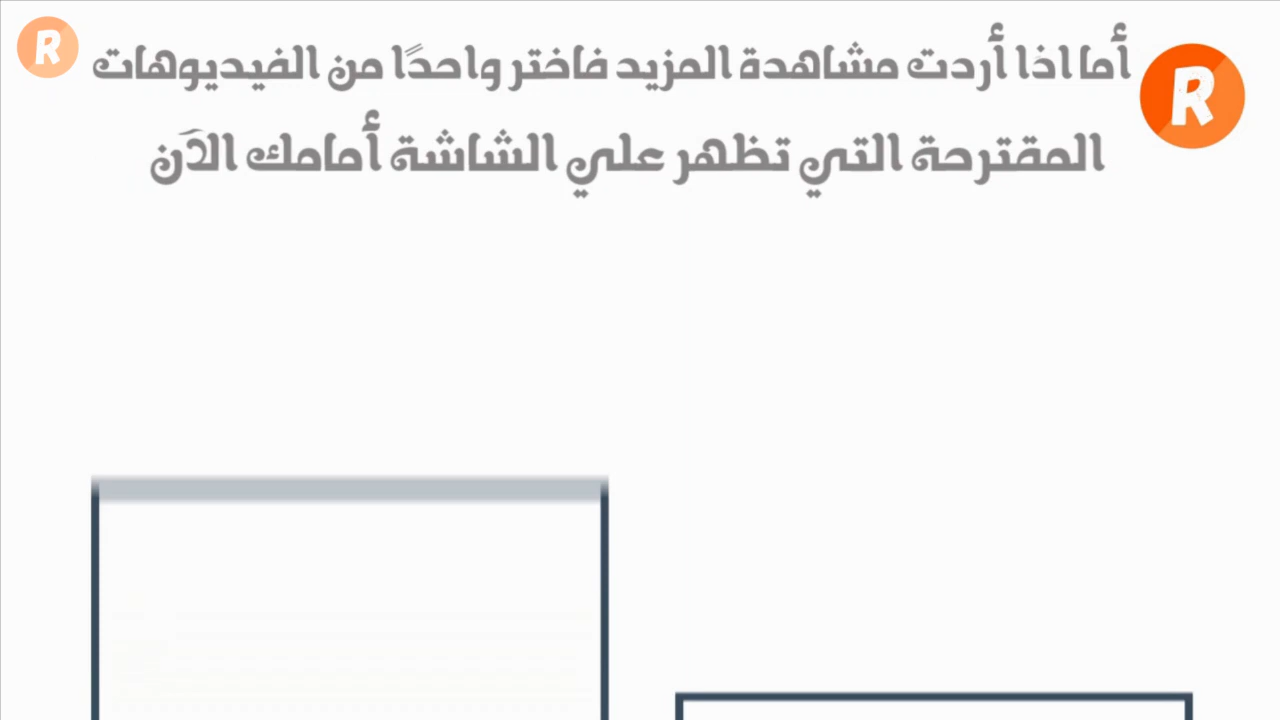 أما اذا أردت مشاهدة المزيد فاختر واحدًا من الفيديوهات
المقترحة التي تظهر علي الشاشة أمامك الآن
R
R